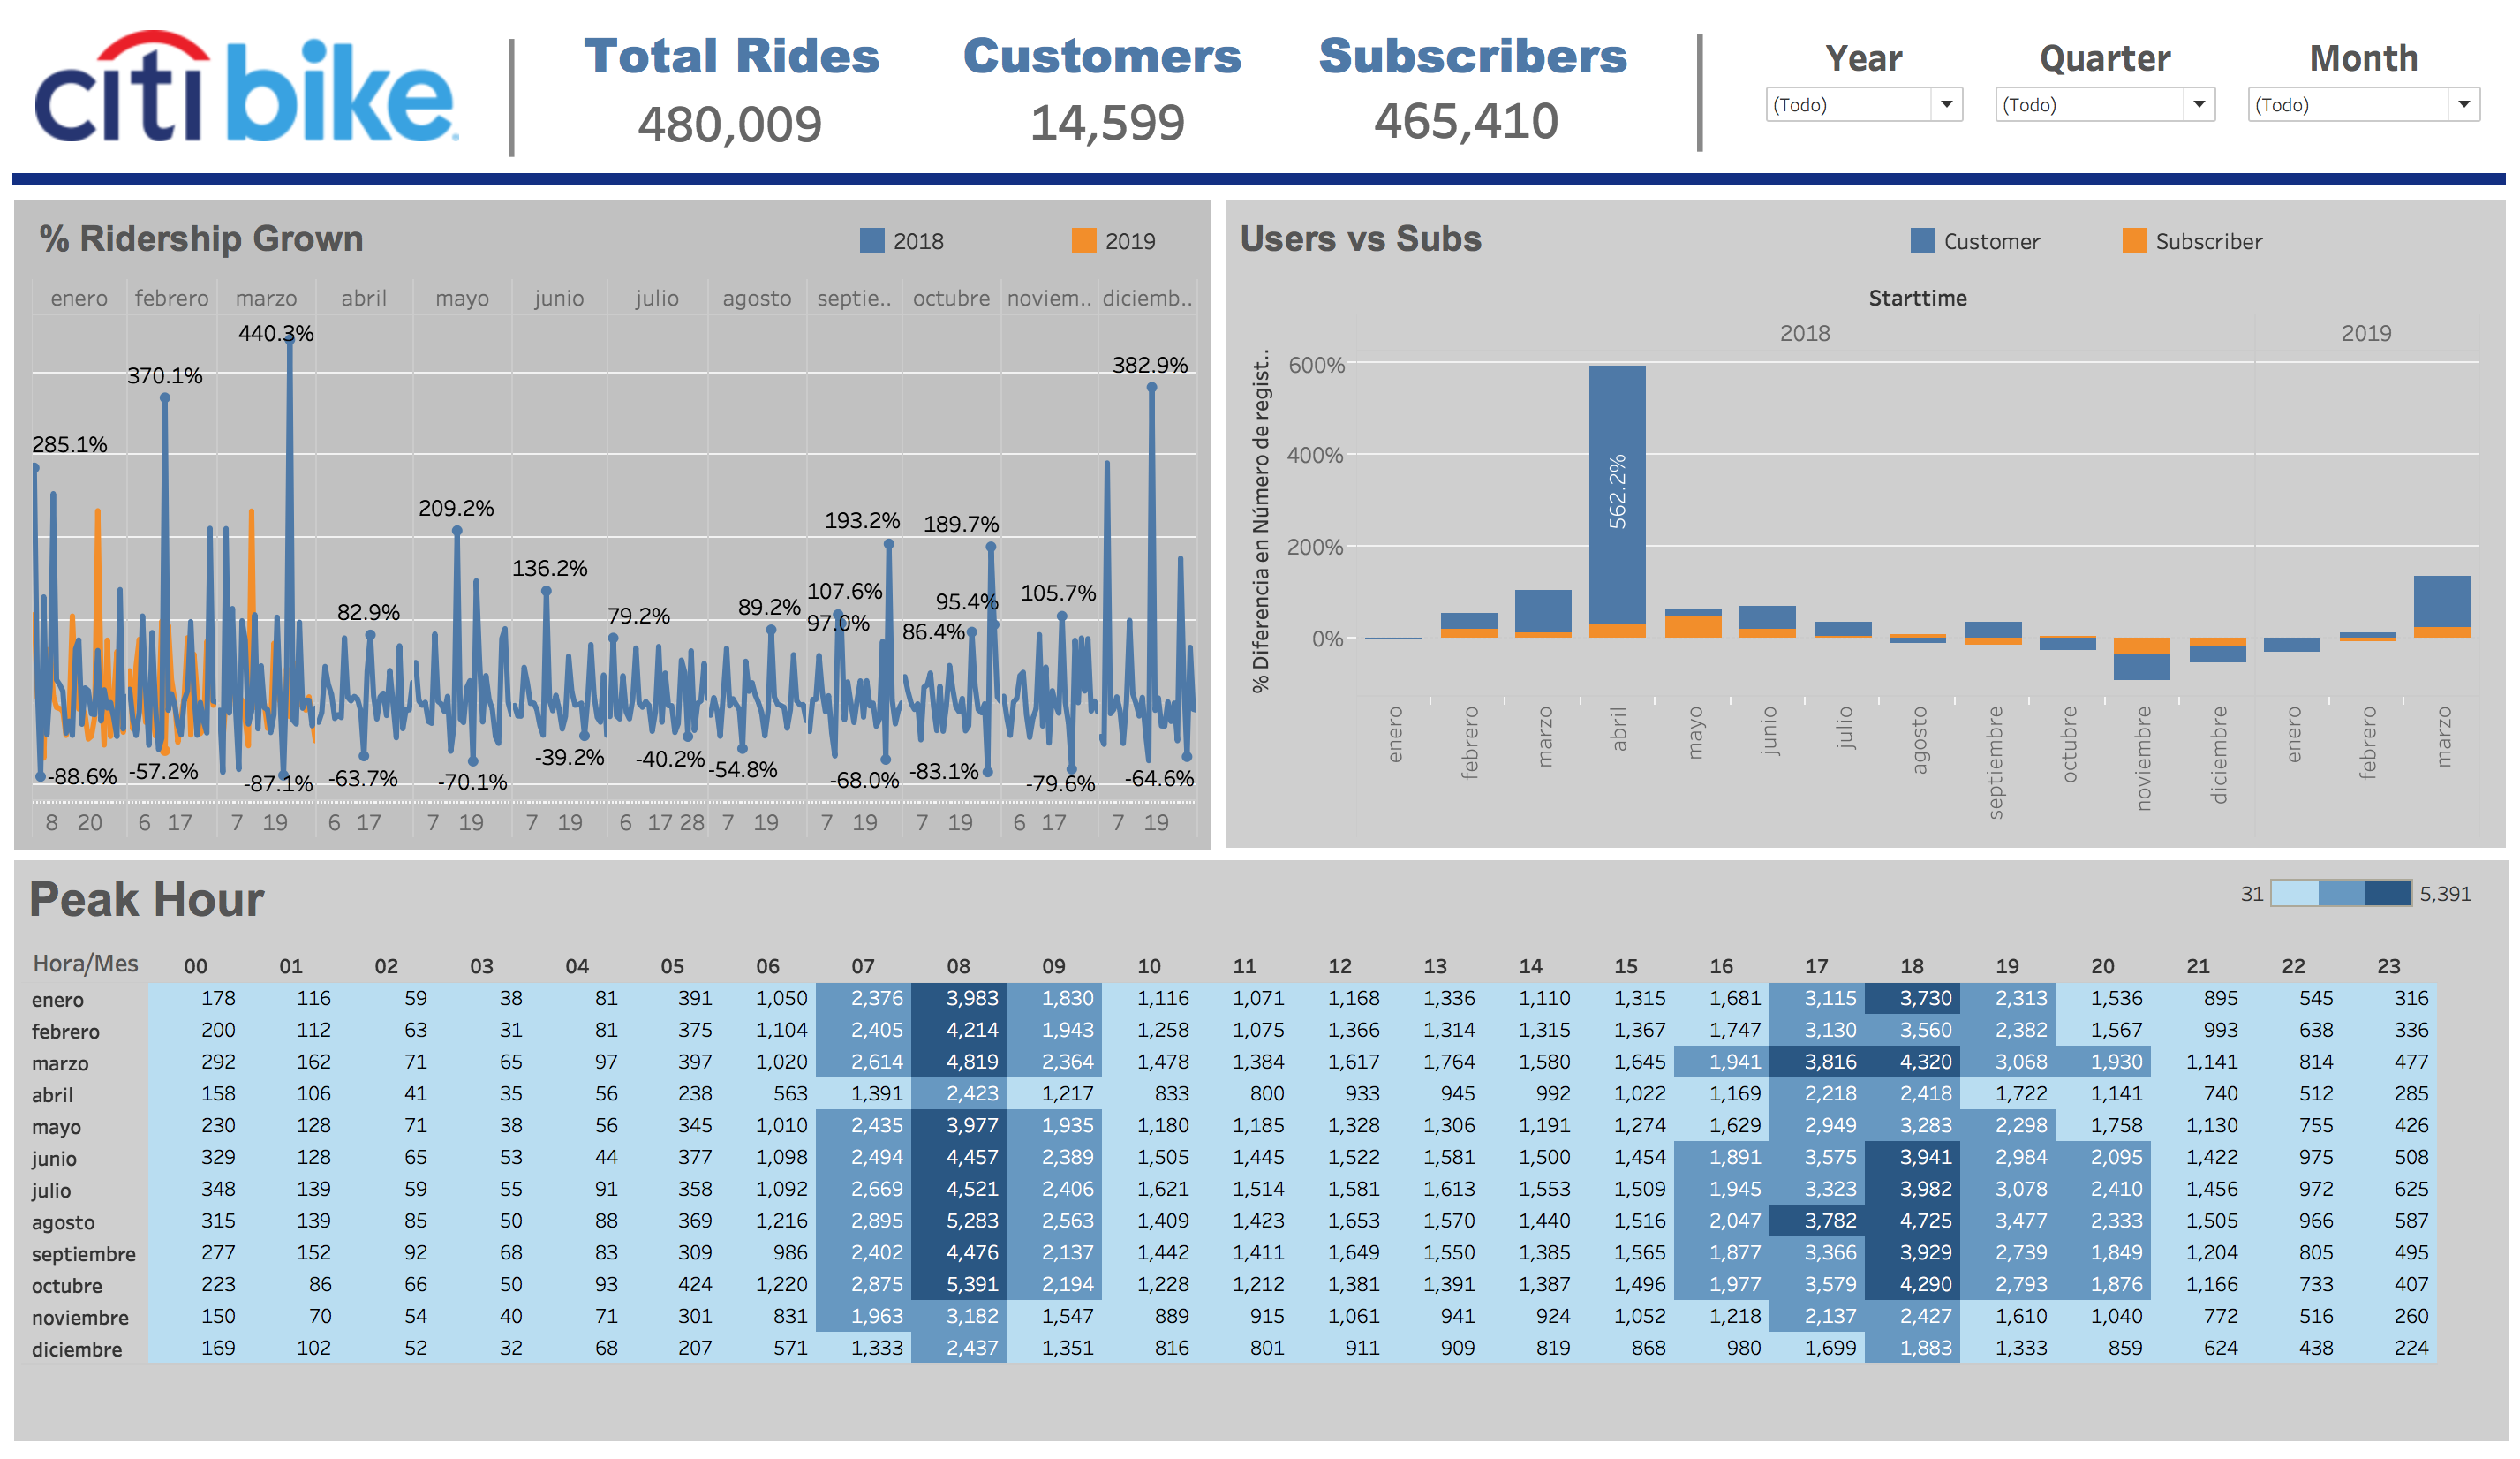 citi bike
Total Rides Customers Subscribers
480,009 14,599 465,410
Year Quarter Month
(Todo) (Todo) (Todo)
% Ridership Grown 2018 2019
enero febrero marzo abril mayo junio julio agosto septie.. octubre noviem.. diciemb..
440.3%
370.1% 382.9%
285.1%
209.2% 193.2% 189.7%
136.2%
82.9% 79.2% 89.2% 107.6% 95.4% 105.7%
97.0% 86.4%
-88.6% -57.2% -87.1% -63.7% -70.1% -39.2% -40.2% -54.8% -68.0% -83.1% -79.6% -64.6%
8 20 6 17 7 19 6 17 7 19 7 19 6 17 28 7 19 7 19 7 19 6 17 7 19
Users vs Subs Customer Subscriber
Starttime
2018 2019
% Diferencia en Número de regist..
600%
400%
200%
0%
562.2%
enero febrero marzo abril mayo junio julio agosto septiembre octubre noviembre diciembre enero febrero marzo
Peak Hour 31 5,391
Hora/Mes 00 01 02 03 04 05 06 07 08 09 10 11 12 13 14 15 16 17 18 19 20 21 22 23
enero 178 116 59 38 81 391 1,050 2,376 3,983 1,830 1,116 1,071 1,168 1,336 1,110 1,315 1,681 3,115 3,730 2,313 1,536 895 545 316
febrero 200 112 63 31 81 375 1,104 2,405 4,214 1,943 1,258 1,075 1,366 1,314 1,315 1,367 1,747 3,130 3,560 2,382 1,567 993 638 336
marzo 292 162 71 65 97 397 1,020 2,614 4,819 2,364 1,478 1,384 1,617 1,764 1,580 1,645 1,941 3,816 4,320 3,068 1,930 1,141 814 477
abril 158 106 41 35 56 238 563 1,391 2,423 1,217 833 800 933 945 992 1,022 1,169 2,218 2,418 1,722 1,141 740 512 285
mayo 230 128 71 38 56 345 1,010 2,435 3,977 1,935 1,180 1,185 1,328 1,306 1,191 1,274 1,629 2,949 3,283 2,298 1,758 1,130 755 426
junio 329 128 65 53 44 377 1,098 2,494 4,457 2,389 1,505 1,445 1,522 1,581 1,500 1,454 1,891 3,575 3,941 2,984 2,095 1,422 975 508
julio 348 139 59 55 91 358 1,092 2,669 4,521 2,406 1,621 1,514 1,581 1,613 1,553 1,509 1,945 3,323 3,982 3,078 2,410 1,456 972 625
agosto 315 139 85 50 88 369 1,216 2,895 5,283 2,563 1,409 1,423 1,653 1,570 1,440 1,516 2,047 3,782 4,725 3,477 2,333 1,505 966 587
septiembre 277 152 92 68 83 309 986 2,402 4,476 2,137 1,442 1,411 1,649 1,550 1,385 1,565 1,877 3,366 3,929 2,739 1,849 1,204 805 495
octubre 223 86 66 50 93 424 1,220 2,875 5,391 2,194 1,228 1,212 1,381 1,391 1,387 1,496 1,977 3,579 4,290 2,793 1,876 1,166 733 407
noviembre 150 70 54 40 71 301 831 1,963 3,182 1,547 889 915 1,061 941 924 1,052 1,218 2,137 2,427 1,610 1,040 772 516 260
diciembre 169 102 52 32 68 207 571 1,333 2,437 1,351 816 801 911 909 819 868 980 1,699 1,883 1,333 859 624 438 224